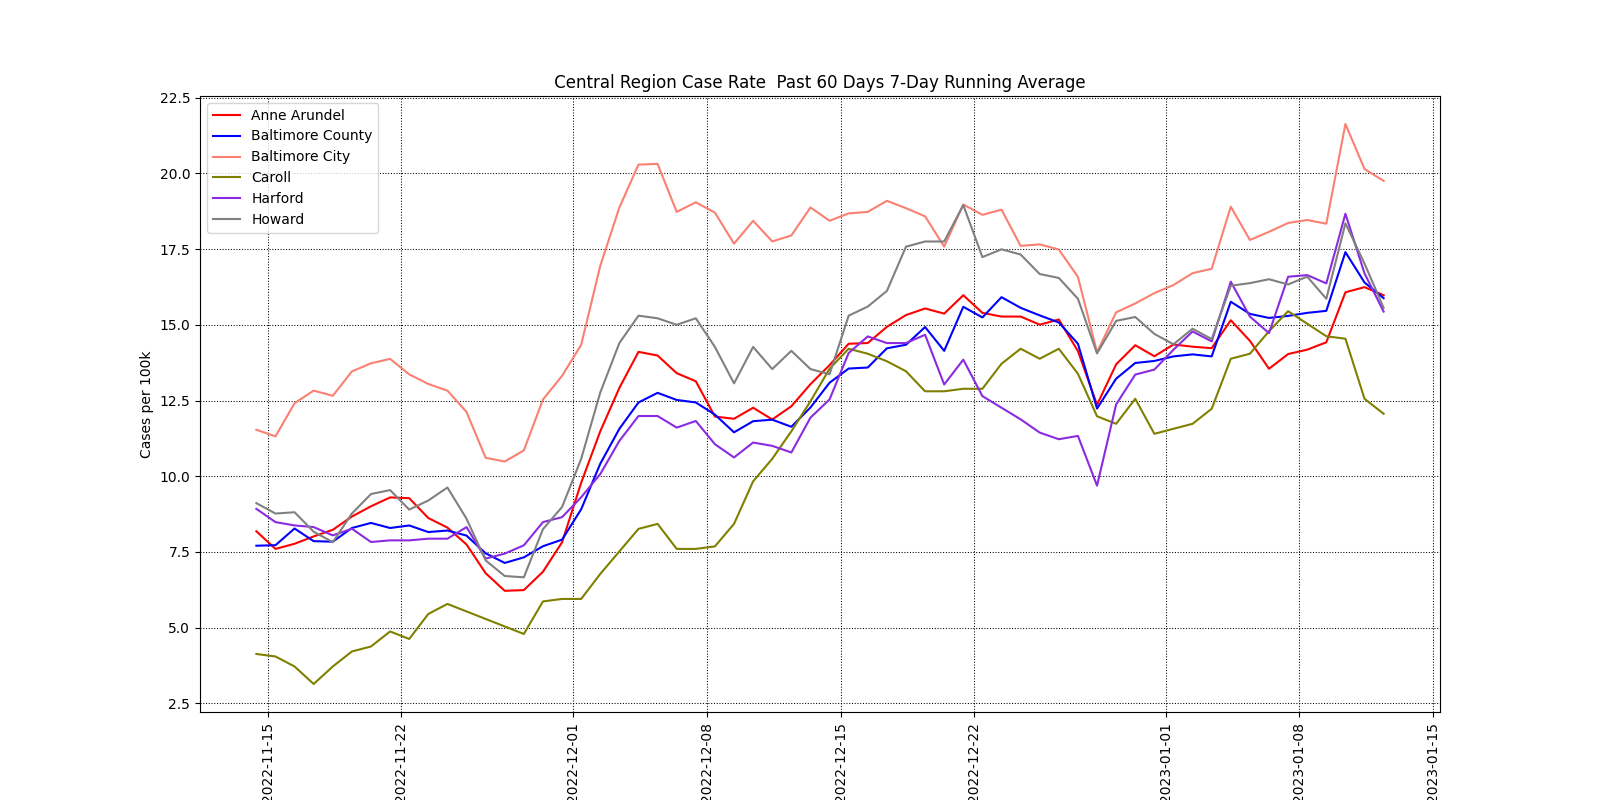 Central Region Case Rate  Past 60 Days 7-Day Running Average
22.5
20.0
17.5
15.0
12.5
10.0
7.5
5.0
2.5
Cases per 100k
Anne Arundel
Baltimore County
Baltimore City
Caroll
Harford
Howard
2022-11-15
2022-11-22
2022-12-01
2022-12-08
2022-12-15
2022-12-22
2023-01-01
2023-01-08
2023-01-15